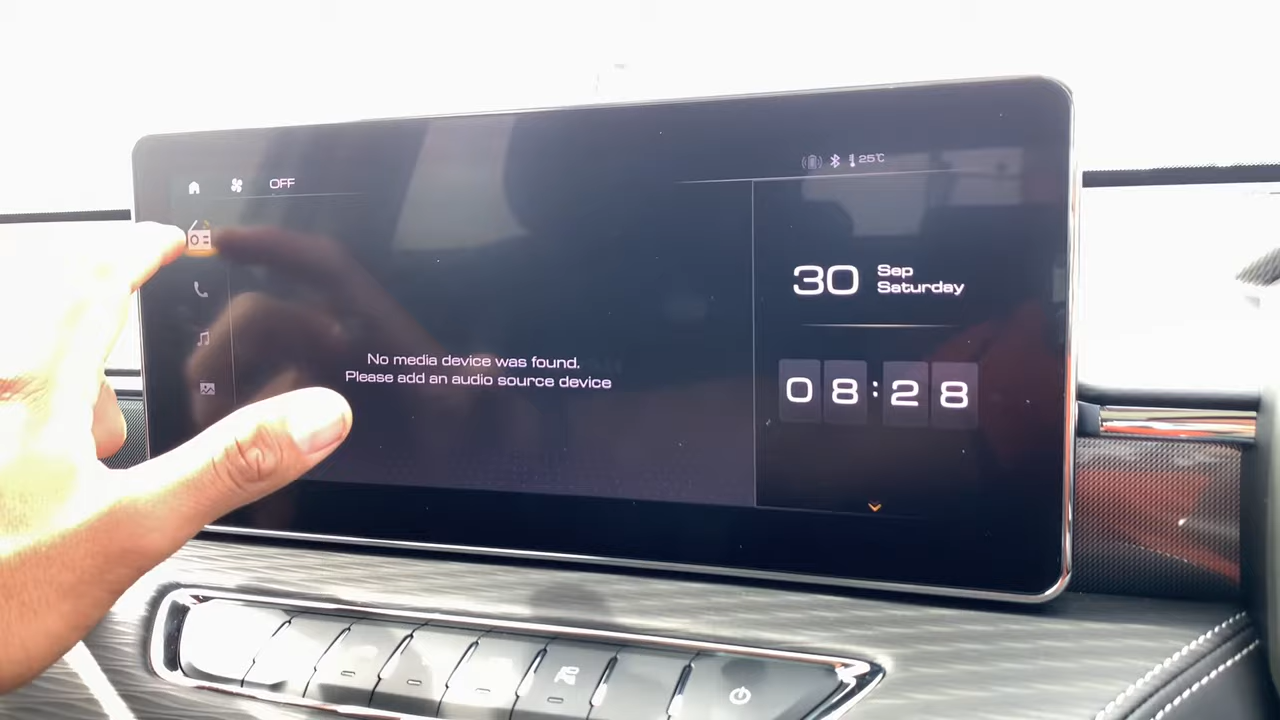 OFF
25℃
30
Sep
Saturday
No media device was found.
Please add an audio source device
08:28